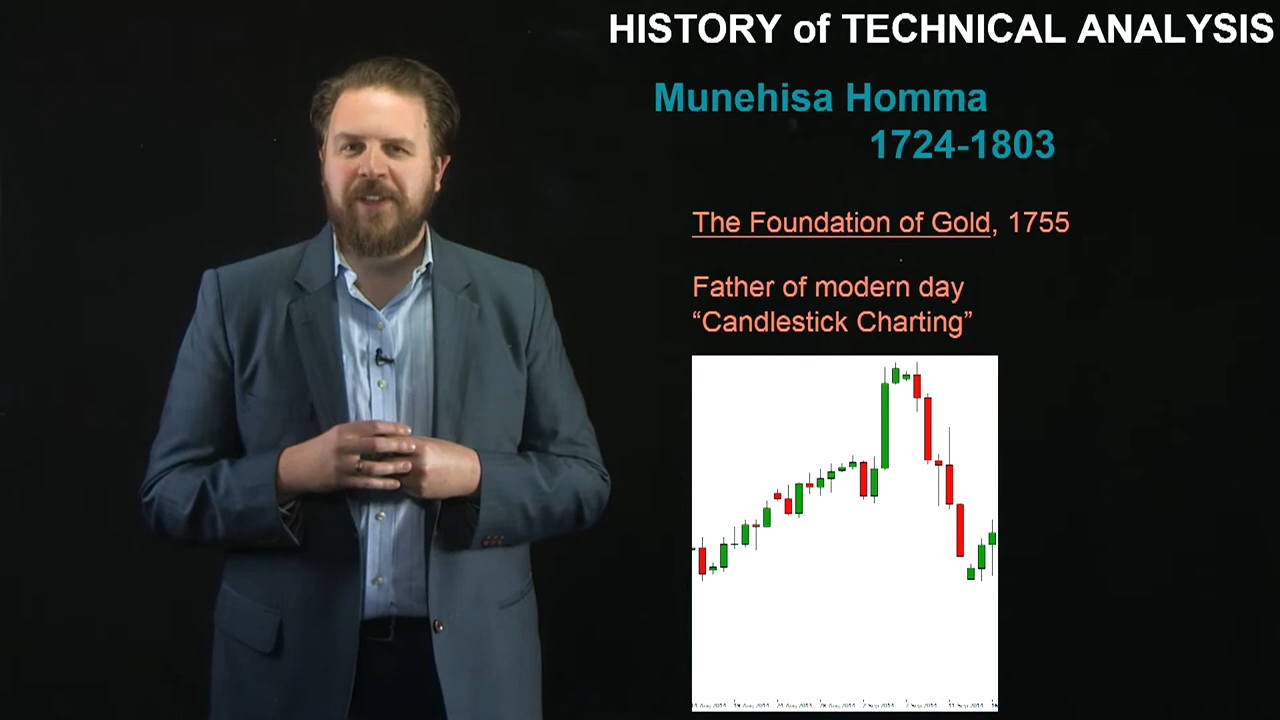 HISTORY of TECHNICAL ANALYSIS
Munehisa Homma
1724-1803
The Foundation of Gold, 1755
Father of modern day
“Candlestick Charting”